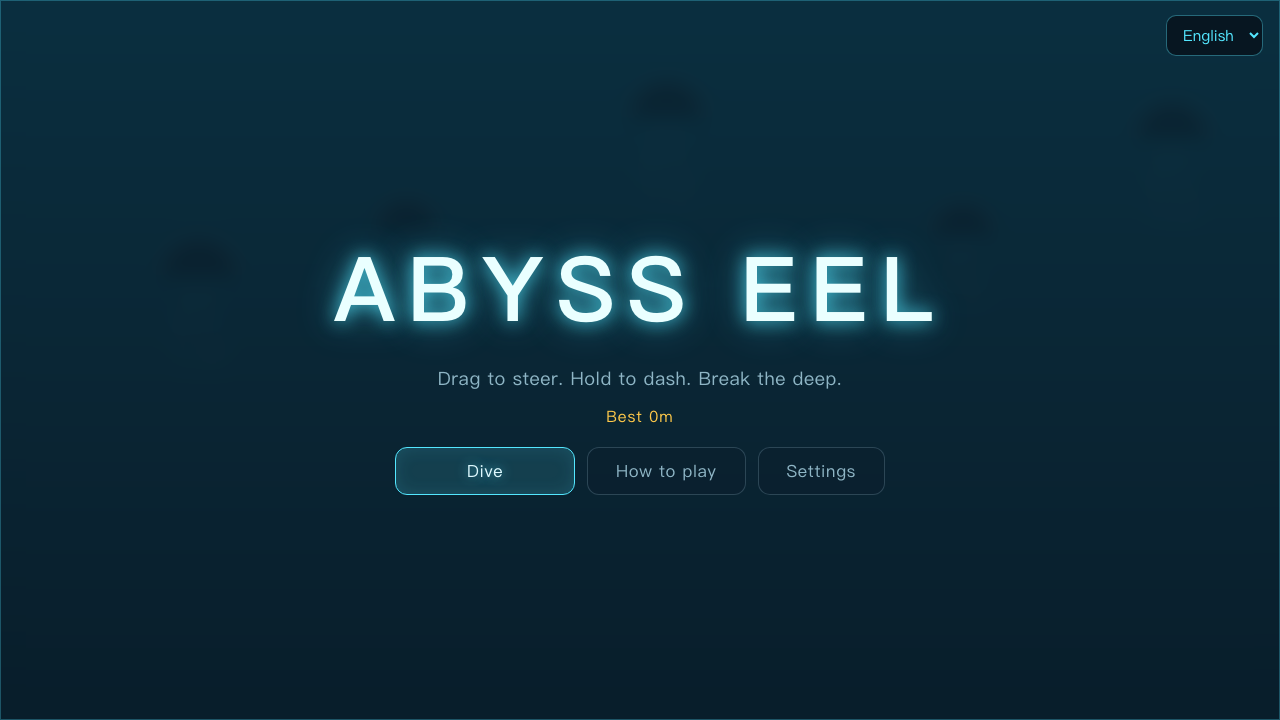 English
ABYSS EEL
Drag to steer. Hold to dash. Break the deep.
Best 0m
Dive
How to play
Settings